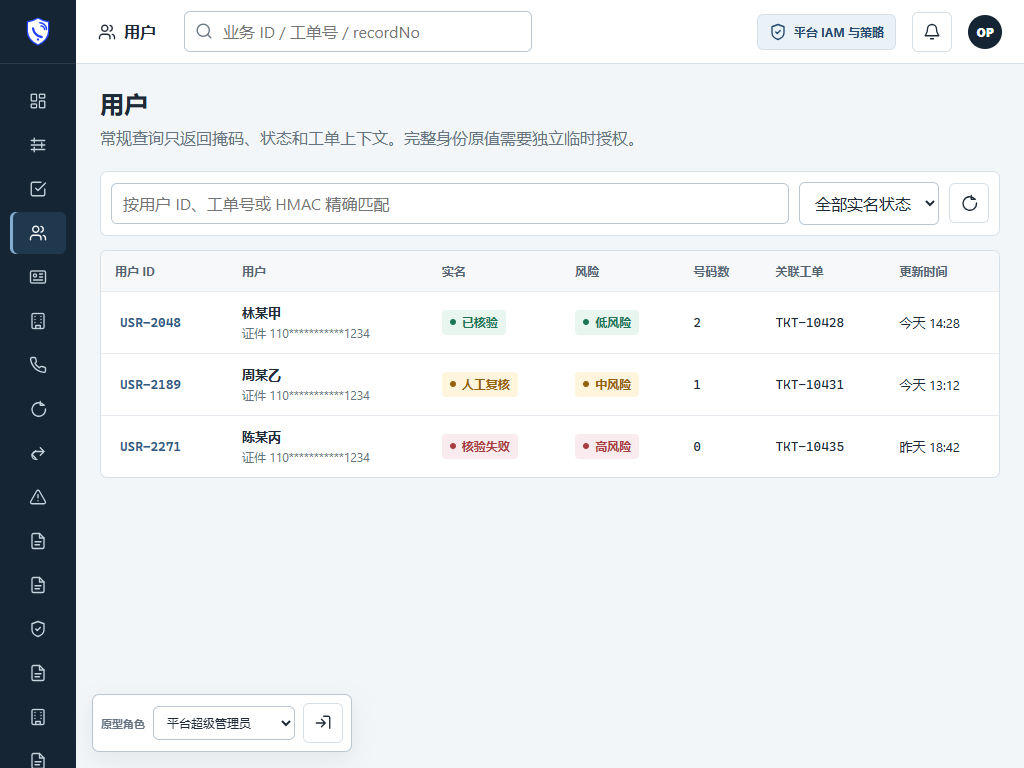 用户
业务 ID / 工单号 / recordNo
平台 IAM 与策略
OP
用户
常规查询只返回掩码、状态和工单上下文。完整身份原值需要独立临时授权。
按用户 ID、工单号或 HMAC 精确匹配
全部实名状态
用户 ID 用户 实名 风险 号码数 关联工单 更新时间
USR-2048 林某甲 已核验 低风险 2 TKT-10428 今天 14:28
证件 110***********1234
USR-2189 周某乙 人工复核 中风险 1 TKT-10431 今天 13:12
证件 110***********1234
USR-2271 陈某丙 核验失败 高风险 0 TKT-10435 昨天 18:42
证件 110***********1234
原型角色 平台超级管理员